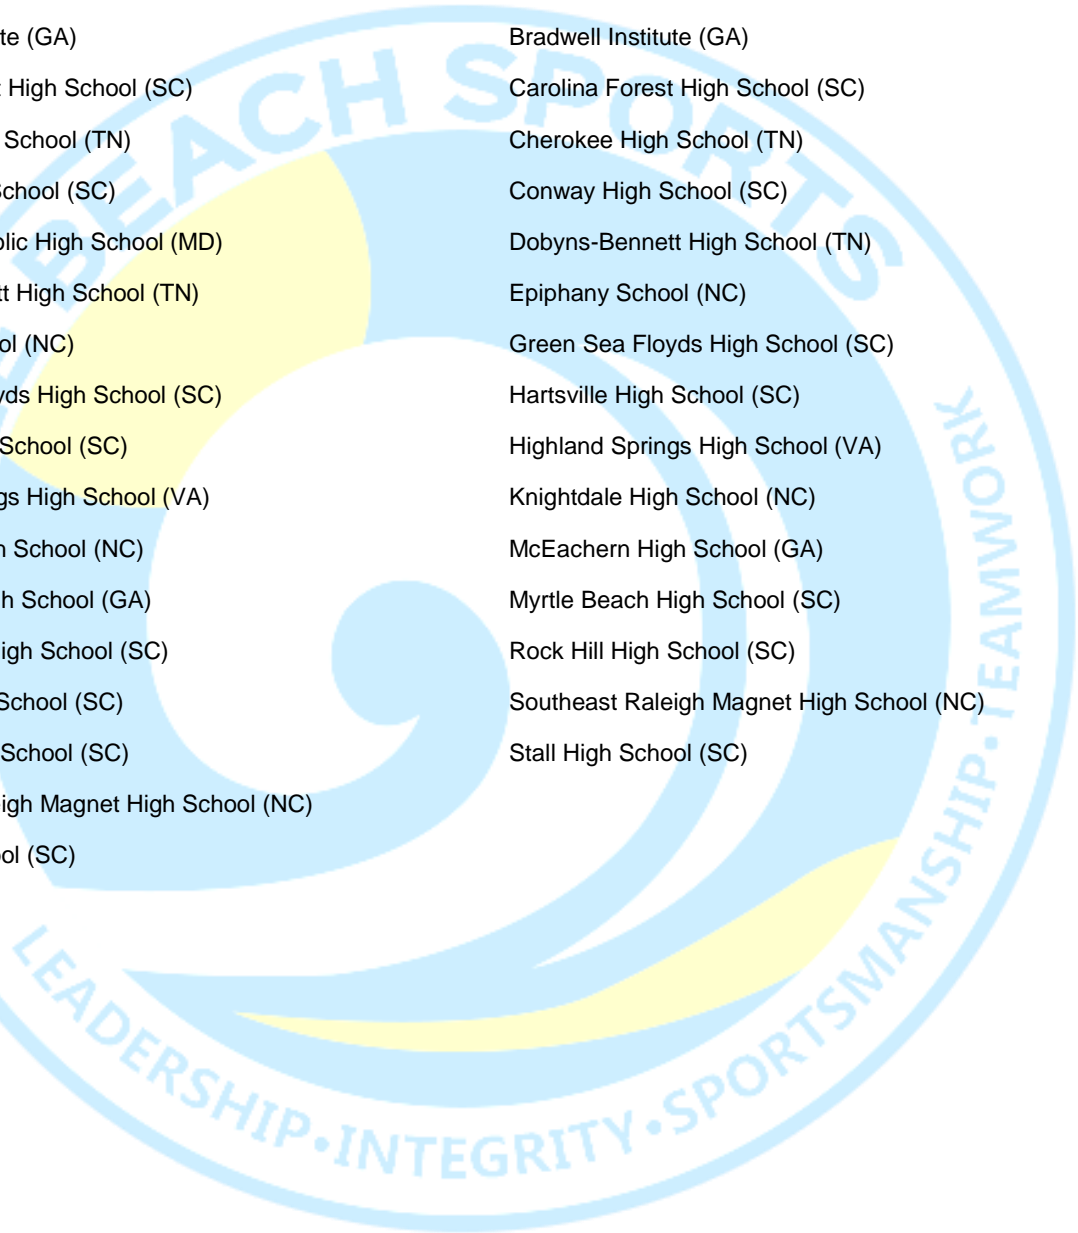 te (GA)
High School (SC)
School (TN)
School (SC)
olic High School (MD)
tt High School (TN)
ol (NC)
yds High School (SC)
School (SC)
gs High School (VA)
h School (NC)
h School (GA)
igh School (SC)
School (SC)
School (SC)
igh Magnet High School (NC)
ol (SC)
Bradwell Institute (GA)
Carolina Forest High School (SC)
Cherokee High School (TN)
Conway High School (SC)
Dobyns-Bennett High School (TN)
Epiphany School (NC)
Green Sea Floyds High School (SC)
Hartsville High School (SC)
Highland Springs High School (VA)
Knightdale High School (NC)
McEachern High School (GA)
Myrtle Beach High School (SC)
Rock Hill High School (SC)
Southeast Raleigh Magnet High School (NC)
Stall High School (SC)
BEACH SPORTS
LEADERSHIP•INTEGRITY•SPORTSMANSHIP•TEAMWORK